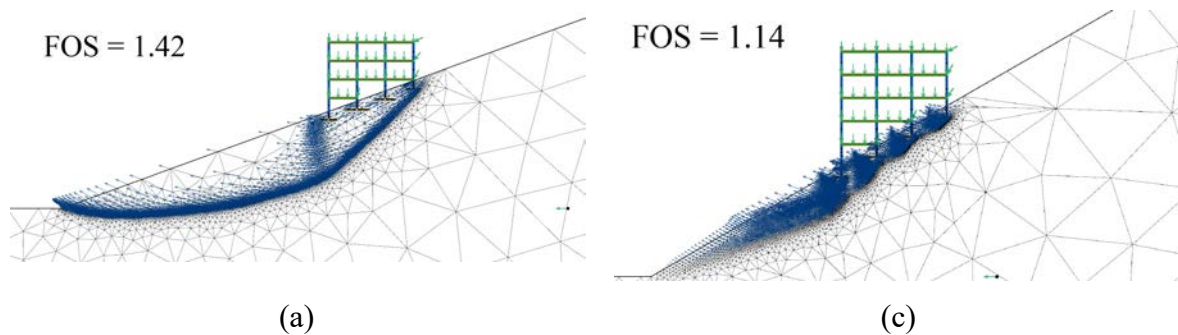 FOS = 1.42
FOS = 1.14
(a)
(c)